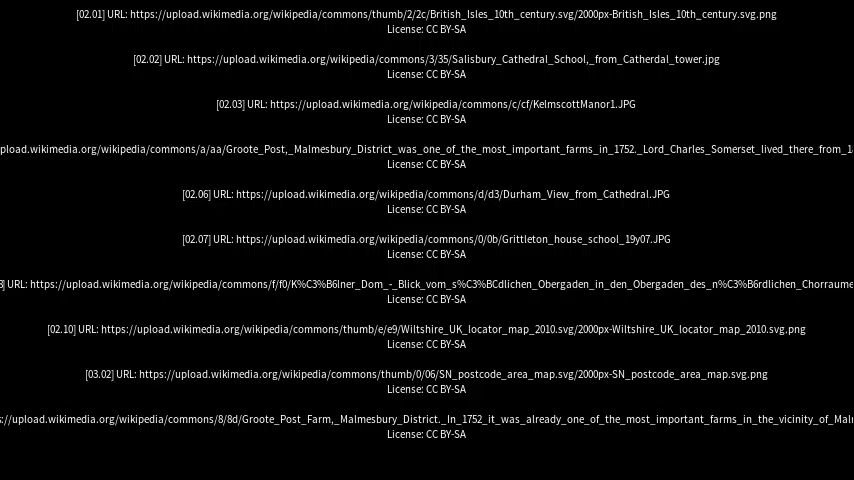 [02.01] URL: https://upload.wikimedia.org/wikipedia/commons/thumb/2/2c/British_Isles_10th_century.svg/2000px-British_Isles_10th_century.svg.png
License: CC BY-SA
[02.02] URL: https://upload.wikimedia.org/wikipedia/commons/3/35/Salisbury_Cathedral_School,_from_Catherdal_tower.jpg
License: CC BY-SA
[02.03] URL: https://upload.wikimedia.org/wikipedia/commons/c/cf/KelmscottManor1.JPG
License: CC BY-SA
pload.wikimedia.org/wikipedia/commons/a/aa/Groote_Post,_Malmesbury_District_was_one_of_the_most_important_farms_in_1752._Lord_Charles_Somerset_lived_there_from_1
License: CC BY-SA
[02.06] URL: https://upload.wikimedia.org/wikipedia/commons/d/d3/Durham_View_from_Cathedral.JPG
License: CC BY-SA
[02.07] URL: https://upload.wikimedia.org/wikipedia/commons/0/0b/Grittleton_house_school_19y07.JPG
License: CC BY-SA
] URL: https://upload.wikimedia.org/wikipedia/commons/f/f0/K%C3%B6lner_Dom_-_Blick_vom_s%C3%BCdlichen_Obergaden_in_den_Obergaden_des_n%C3%B6rdlichen_Chorraume
License: CC BY-SA
[02.10] URL: https://upload.wikimedia.org/wikipedia/commons/thumb/e/e9/Wiltshire_UK_locator_map_2010.svg/2000px-Wiltshire_UK_locator_map_2010.svg.png
License: CC BY-SA
[03.02] URL: https://upload.wikimedia.org/wikipedia/commons/thumb/0/06/SN_postcode_area_map.svg/2000px-SN_postcode_area_map.svg.png
License: CC BY-SA
://upload.wikimedia.org/wikipedia/commons/8/8d/Groote_Post_Farm,_Malmesbury_District._In_1752_it_was_already_one_of_the_most_important_farms_in_the_vicinity_of_Mal
License: CC BY-SA